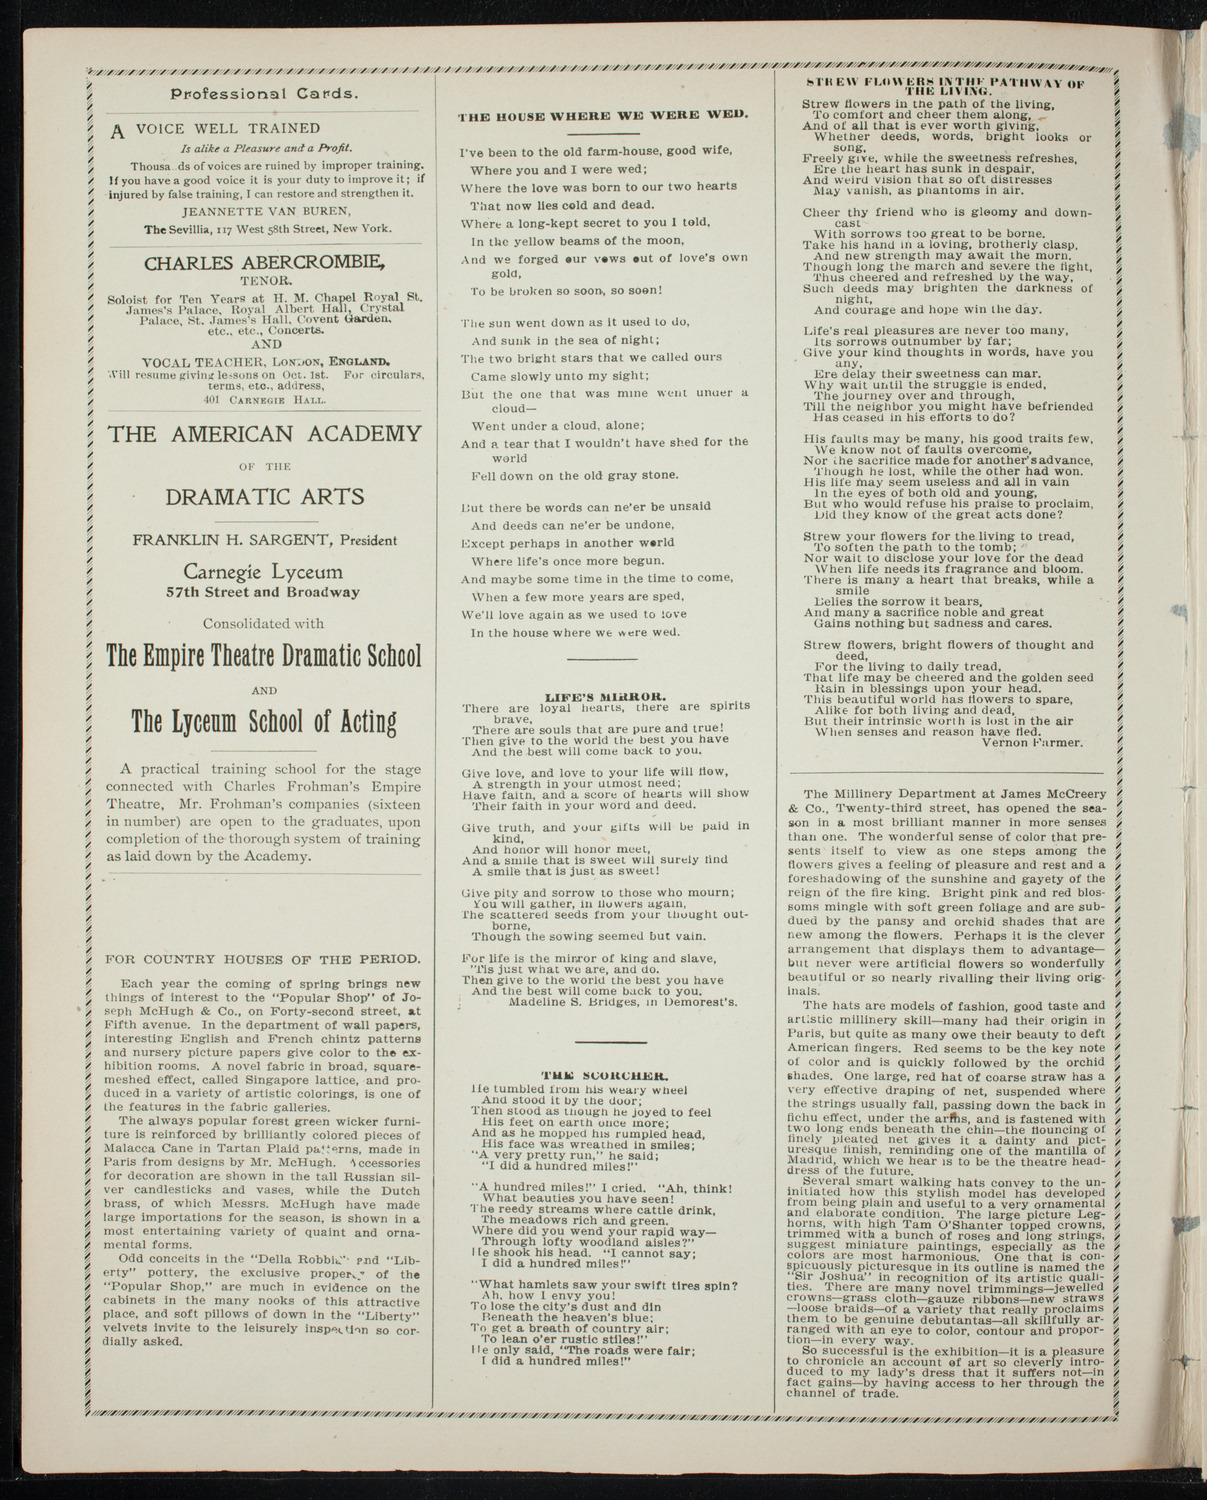 Professional Cards.
A VOICE WELL TRAINED
Is alike a Pleasure and a Profit.
Thousa ds of voices are ruined by improper training.
If you have a good voice it is your duty to improve it; if
injured by false training, I can restore and strengthen it.
JEANNETTE VAN BUREN,
The Sevillia, 117 West 58th Street, New York.
CHARLES ABERCROMBIE,
TENOR.
Soloist for Ten Years at H. M. Chapel Royal St.
James's Palace, Royal Albert Hall, Crystal
Palace, St. James's Hall, Covent Garden,
etc., etc., Concerts.
AND
VOCAL TEACHER, LONDON, ENGLAND.
Will resume giving lessons on Oct. 1st. For circulars,
terms, etc., address,
401 CARNEGIE HALL.
THE AMERICAN ACADEMY
OF THE
DRAMATIC ARTS
FRANKLIN H. SARGENT, President
Carnegie Lyceum
57th Street and Broadway
Consolidated with
The Empire Theatre Dramatic School
AND
The Lyceum School of Acting
A practical training school for the stage
connected with Charles Frohman's Empire
Theatre, Mr. Frohman's companies (sixteen
in number) are open to the graduates, upon
completion of the thorough system of training
as laid down by the Academy.
FOR COUNTRY HOUSES OF THE PERIOD.
Each year the coming of spring brings new
things of interest to the "Popular Shop" of Jo-
seph McHugh & Co., on Forty-second street, at
Fifth avenue. In the department of wall papers,
interesting English and French chintz patterns
and nursery picture papers give color to the ex-
hibition rooms. A novel fabric in broad, square-
meshed effect, called Singapore lattice, and pro-
duced in a variety of artistic colorings, is one of
the features in the fabric galleries.
The always popular forest green wicker furni-
ture is reinforced by brilliantly colored pieces of
Malacca Cane in Tartan Plaid patterns, made in
Paris from designs by Mr. McHugh. Accessories
for decoration are shown in the tall Russian sil-
ver candlesticks and vases, while the Dutch
brass, of which Messrs. McHugh have made
large importations for the season, is shown in a
most entertaining variety of quaint and orna-
mental forms.
Odd conceits in the "Della Robbia" and "Lib-
erty" pottery, the exclusive property of the
"Popular Shop," are much in evidence on the
cabinets in the many nooks of this attractive
place, and soft pillows of down in the "Liberty"
velvets invite to the leisurely inspection so cor-
dially asked.
THE HOUSE WHERE WE WERE WED.
I've been to the old farm-house, good wife,
Where you and I were wed;
Where the love was born to our two hearts
That now lies cold and dead.
Where a long-kept secret to you I told,
In the yellow beams of the moon,
And we forged our vows out of love's own
gold,
To be broken so soon, so soon!
The sun went down as it used to do,
And sunk in the sea of night;
The two bright stars that we called ours
Came slowly unto my sight;
But the one that was mine went under a
cloud—
Went under a cloud, alone;
And a tear that I wouldn't have shed for the
world
Fell down on the old gray stone.
But there be words can ne'er be unsaid
And deeds can ne'er be undone,
Except perhaps in another world
Where life's once more begun.
And maybe some time in the time to come,
When a few more years are sped,
We'll love again as we used to love
In the house where we were wed.
LIFE'S MIRROR.
There are loyal hearts, there are spirits
brave,
There are souls that are pure and true!
Then give to the world the best you have
And the best will come back to you.
Give love, and love to your life will flow,
A strength in your utmost need;
Have faith, and a score of hearts will show
Their faith in your word and deed.
Give truth, and your gifts will be paid in
kind,
And honor will honor meet,
And a smile that is sweet will surely find
A smile that is just as sweet!
Give pity and sorrow to those who mourn;
You will gather, in flowers again,
The scattered seeds from your thought out-
borne,
Though the sowing seemed but vain.
For life is the mirror of king and slave,
"Tis just what we are, and do.
Then give to the world the best you have
And the best will come back to you.
Madeline S. Bridges, in Demorest's.
THE SCORCHER.
He tumbled from his weary wheel
And stood it by the door;
Then stood as though he joyed to feel
His feet on earth once more;
And as he mopped his rumpled head,
His face was wreathed in smiles;
"A very pretty run," he said;
"I did a hundred miles!"
"A hundred miles!" I cried. "Ah, think!
What beauties you have seen!
The reedy streams where cattle drink,
The meadows rich and green.
Where did you wend your rapid way—
Through lofty woodland aisles?"
He shook his head. "I cannot say;
I did a hundred miles!"
"What hamlets saw your swift tires spin?
Ah, how I envy you!
To lose the city's dust and din
Beneath the heaven's blue;
To get a breath of country air;
To lean o'er rustic stiles!"
He only said, "The roads were fair;
I did a hundred miles!"
STREW FLOWERS IN THE PATHWAY OF
THE LIVING.
Strew flowers in the path of the living,
To comfort and cheer them along,
And of all that is ever worth giving,
Whether deeds, words, bright looks or
song,
Freely give, while the sweetness refreshes,
Ere the heart has sunk in despair,
And weird vision that so oft distresses
May vanish, as phantoms in air.
Cheer thy friend who is gloomy and down-
cast
With sorrows too great to be borne.
Take his hand in a loving, brotherly clasp,
And new strength may await the morn.
Though long the march and severe the fight,
Thus cheered and refreshed by the way,
Such deeds may brighten the darkness of
night,
And courage and hope win the day.
Life's real pleasures are never too many,
Its sorrows outnumber by far;
Give your kind thoughts in words, have you
any,
Ere delay their sweetness can mar.
Why wait until the struggle is ended,
The journey over and through,
Till the neighbor you might have befriended
Has ceased in his efforts to do?
His faults may be many, his good traits few,
We know not of faults overcome,
Nor the sacrifice made for another's advance,
Though he lost, while the other had won.
His life may seem useless and all in vain
In the eyes of both old and young,
But who would refuse his praise to proclaim,
Did they know of the great acts done?
Strew your flowers for the living to tread,
To soften the path to the tomb;
Nor wait to disclose your love for the dead
When life needs its fragrance and bloom.
There is many a heart that breaks, while a
smile
Belies the sorrow it bears,
And many a sacrifice noble and great
Gains nothing but sadness and cares.
Strew flowers, bright flowers of thought and
deed,
For the living to daily tread,
That life may be cheered and the golden seed
Rain in blessings upon your head.
This beautiful world has flowers to spare,
Alike for both living and dead,
But their intrinsic worth is lost in the air
When senses and reason have fled.
Vernon Farmer.
The Millinery Department at James McCreery
& Co., Twenty-third street, has opened the sea-
son in a most brilliant manner in more senses
than one. The wonderful sense of color that pre-
sents itself to view as one steps among the
flowers gives a feeling of pleasure and rest and a
foreshadowing of the sunshine and gayety of the
reign of the fire king. Bright pink and red blos-
soms mingle with soft green foliage and are sub-
dued by the pansy and orchid shades that are
new among the flowers. Perhaps it is the clever
arrangement that displays them to advantage—
but never were artificial flowers so wonderfully
beautiful or so nearly rivalling their living orig-
inals.
The hats are models of fashion, good taste and
artistic millinery skill—many had their origin in
Paris, but quite as many owe their beauty to deft
American fingers. Red seems to be the key note
of color and is quickly followed by the orchid
shades. One large, red hat of coarse straw has a
very effective draping of net, suspended where
the strings usually fall, passing down the back in
fichu effect, under the arms, and is fastened with
two long ends beneath the chin—the flouncing of
finely pleated net gives it a dainty and pict-
uresque finish, reminding one of the mantilla of
Madrid, which we hear is to be the theatre head-
dress of the future.
Several smart walking hats convey to the un-
initiated how this stylish model has developed
from being plain and useful to a very ornamental
and elaborate condition. The large picture Leg-
horns, with high Tam O'Shanter topped crowns,
trimmed with a bunch of roses and long strings,
suggest miniature paintings, especially as the
colors are most harmonious. One that is con-
spicuously picturesque in its outline is named the
"Sir Joshua" in recognition of its artistic quali-
ties. There are many novel trimmings—jewelled
crowns—grass cloth—gauze ribbons—new straws
—loose braids—of a variety that really proclaims
them to be genuine debutantas—all skillfully ar-
ranged with an eye to color, contour and propor-
tion—in every way.
So successful is the exhibition—it is a pleasure
to chronicle an account of art so cleverly intro-
duced to my lady's dress that it suffers not—in
fact gains—by having access to her through the
channel of trade.